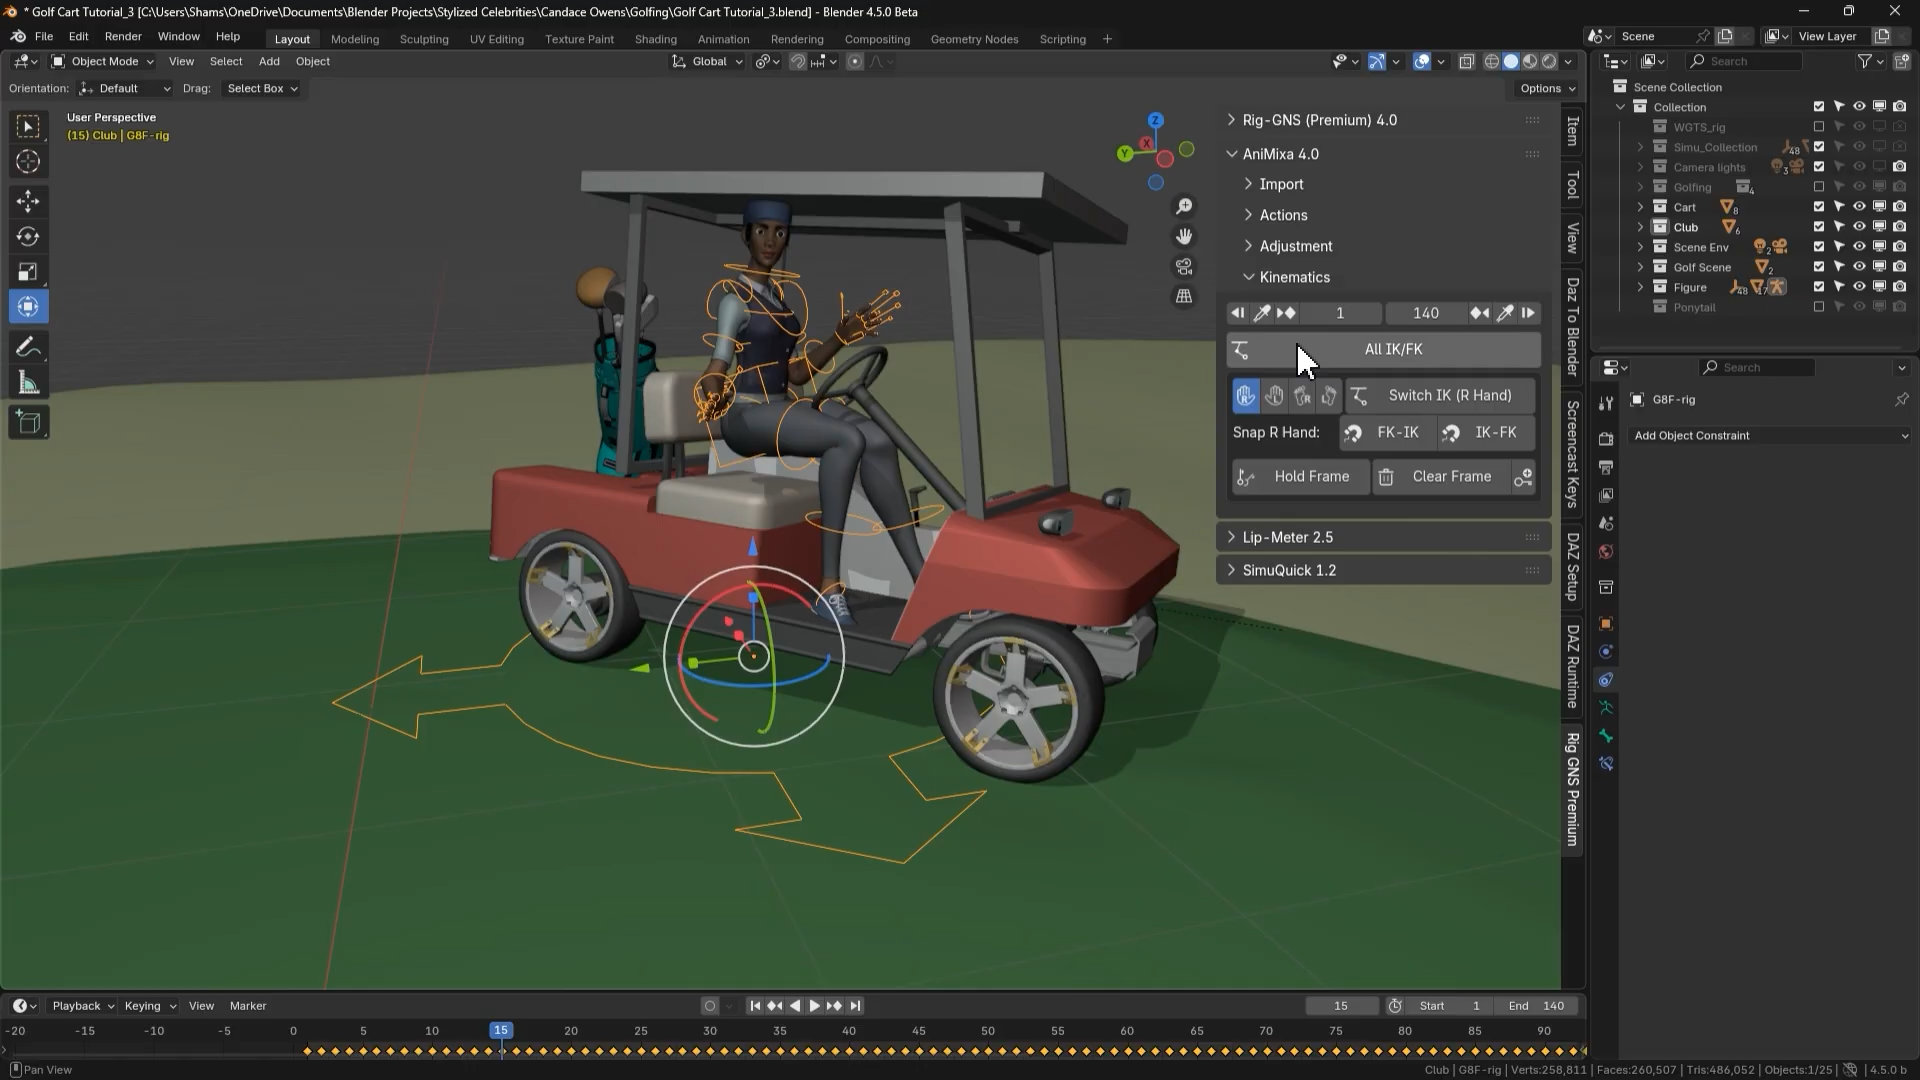 * Golf Cart Tutorial_3 [C:\Users\Shams\OneDrive\Documents\Blender Projects\Stylized Celebrities\Candace Owens\Golfing\Golf Cart Tutorial_3.blend] - Blender 4.5.0 Beta
File Edit Render Window Help Layout Modeling Sculpting UV Editing Texture Paint Shading Animation Rendering Compositing Geometry Nodes Scripting + Scene View Layer
Object Mode View Select Add Object Global Search
Orientation: Default Drag: Select Box Options
User Perspective
(15) Club | G8F-rig
Z
X
Y
Rig-GNS (Premium) 4.0
AniMixa 4.0
Import
Actions
Adjustment
Kinematics
1 140
All IK/FK
R L R L Switch IK (R Hand)
Snap R Hand: FK-IK IK-FK
Hold Frame Clear Frame
Lip-Meter 2.5
SimuQuick 1.2
Item
Tool
View
Daz To Blender
Screencast Keys
DAZ Setup
DAZ Runtime
Rig GNS Premium
Scene Collection
Collection
WGTS_rig
Simu_Collection 48
Camera lights 3
Golfing 4
Cart 8
Club 6
Scene Env 2
Golf Scene 2
Figure 48 17
Ponytail
Search
G8F-rig
Add Object Constraint
Playback Keying View Marker 15 Start 1 End 140
-20 -15 -10 -5 0 5 10 15 20 25 30 35 40 45 50 55 60 65 70 75 80 85 90
Pan View Club | G8F-rig | Verts:258,811 | Faces:260,507 | Tris:486,052 | Objects:1/25 | 4.5.0 b